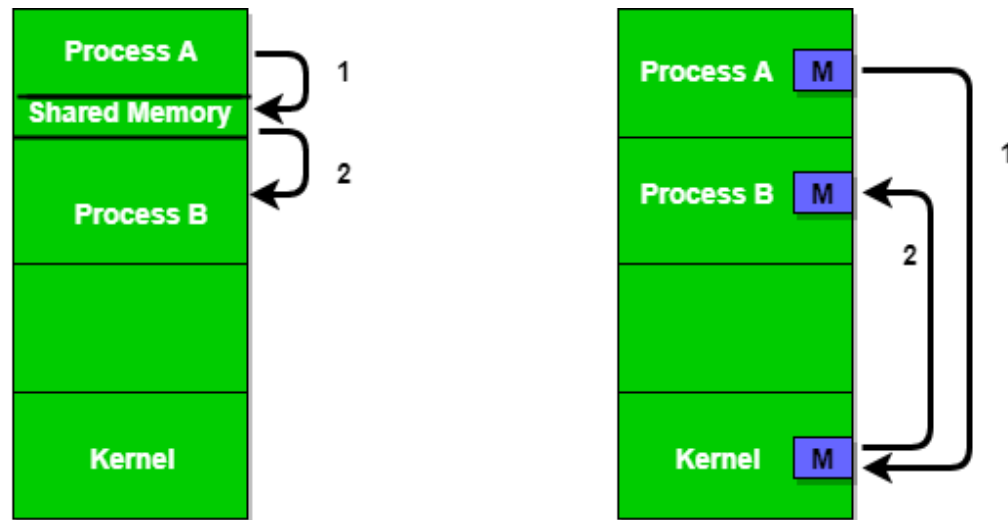 Process A
1
Shared Memory
2
Process B
Kernel
Process A M
1
Process B M
2
Kernel M